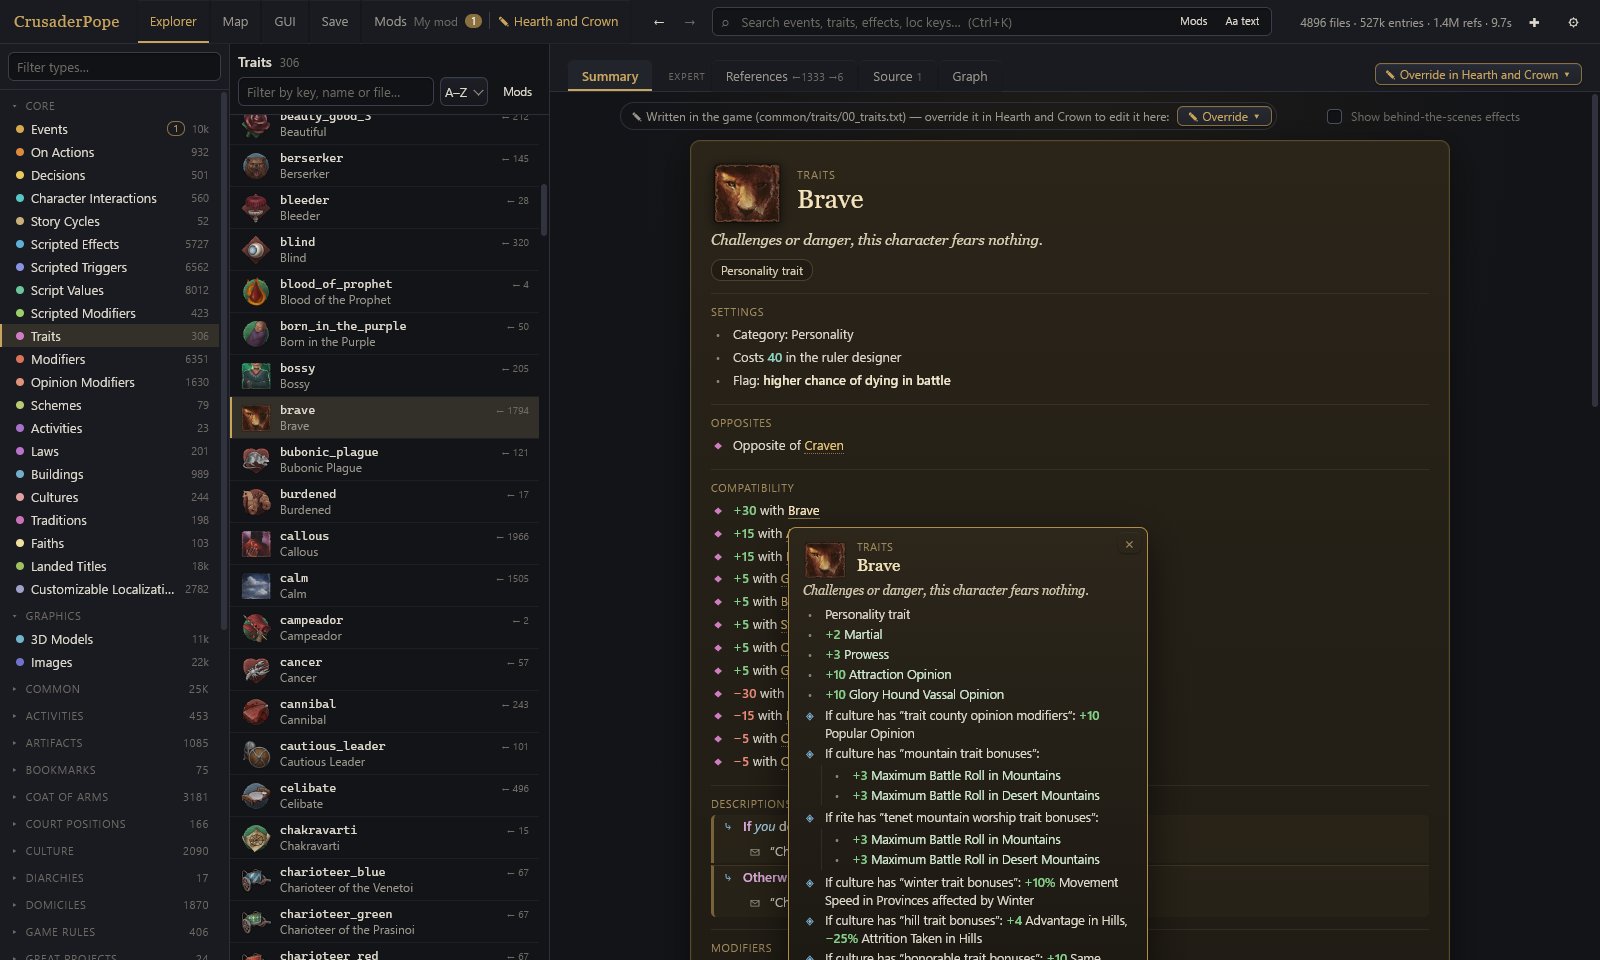 CrusaderPope
Explorer
Map
GUI
Save
Mods My mod 1
Hearth and Crown
Search events, traits, effects, loc keys... (Ctrl+K)
Mods
Aa text
4896 files · 527k entries · 1.4M refs · 9.7s
Filter types...
CORE
Events 1 10k
On Actions 932
Decisions 501
Character Interactions 560
Story Cycles 52
Scripted Effects 5727
Scripted Triggers 6562
Script Values 8012
Scripted Modifiers 423
Traits 306
Modifiers 6351
Opinion Modifiers 1630
Schemes 79
Activities 23
Laws 201
Buildings 989
Cultures 244
Traditions 198
Faiths 103
Landed Titles 18k
Customizable Localizati... 2782
GRAPHICS
3D Models 11k
Images 22k
COMMON 25K
ACTIVITIES 453
ARTIFACTS 1085
BOOKMARKS 75
COAT OF ARMS 3181
COURT POSITIONS 166
CULTURE 2090
DIARCHIES 17
DOMICILES 1870
GAME RULES 406
GREAT PROJECTS 24
Traits 306
Filter by key, name or file...
A–Z
Mods
beauty_good_3 ← 212
Beautiful
berserker ← 145
Berserker
bleeder ← 28
Bleeder
blind ← 320
Blind
blood_of_prophet ← 4
Blood of the Prophet
born_in_the_purple ← 50
Born in the Purple
bossy ← 205
Bossy
brave ← 1794
Brave
bubonic_plague ← 121
Bubonic Plague
burdened ← 17
Burdened
callous ← 1966
Callous
calm ← 1505
Calm
campeador ← 2
Campeador
cancer ← 57
Cancer
cannibal ← 243
Cannibal
cautious_leader ← 101
Cautious Leader
celibate ← 496
Celibate
chakravarti ← 15
Chakravarti
charioteer_blue ← 67
Charioteer of the Venetoi
charioteer_green ← 67
Charioteer of the Prasinoi
charioteer_red ← 67
Summary
EXPERT
References ←1333 →6
Source 1
Graph
Override in Hearth and Crown ▾
Written in the game (common/traits/00_traits.txt) — override it in Hearth and Crown to edit it here:
Override ▾
Show behind-the-scenes effects
TRAITS
Brave
Challenges or danger, this character fears nothing.
Personality trait
SETTINGS
Category: Personality
Costs 40 in the ruler designer
Flag: higher chance of dying in battle
OPPOSITES
Opposite of Craven
COMPATIBILITY
+30 with Brave
+15 with
+15 with
+5 with G
+5 with B
+5 with S
+5 with C
+5 with G
−30 with
−15 with
−5 with C
−5 with C
DESCRIPTIONS
If you d
"Ch
Otherw
"Ch
MODIFIERS
TRAITS
Brave
Challenges or danger, this character fears nothing.
Personality trait
+2 Martial
+3 Prowess
+10 Attraction Opinion
+10 Glory Hound Vassal Opinion
If culture has "trait county opinion modifiers": +10
Popular Opinion
If culture has "mountain trait bonuses":
+3 Maximum Battle Roll in Mountains
+3 Maximum Battle Roll in Desert Mountains
If rite has "tenet mountain worship trait bonuses":
+3 Maximum Battle Roll in Mountains
+3 Maximum Battle Roll in Desert Mountains
If culture has "winter trait bonuses": +10% Movement
Speed in Provinces affected by Winter
If culture has "hill trait bonuses": +4 Advantage in Hills,
−25% Attrition Taken in Hills
If culture has "honorable trait bonuses": +10 Same